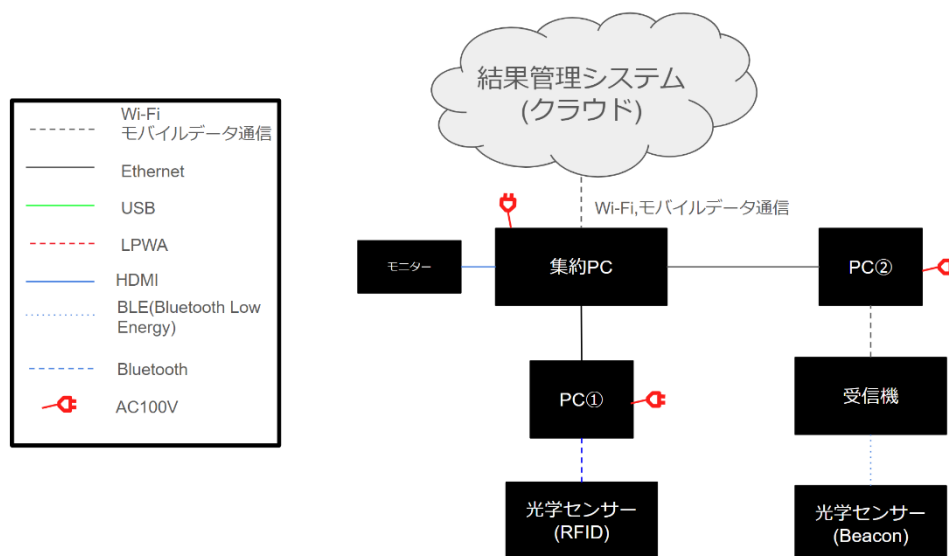 Wi-Fi
モバイルデータ通信
Ethernet
USB
LPWA
HDMI
BLE(Bluetooth Low
Energy)
Bluetooth
AC100V
結果管理システム
(クラウド)
Wi-Fi,モバイルデータ通信
モニター
集約PC
PC②
PC①
受信機
光学センサー
(RFID)
光学センサー
(Beacon)